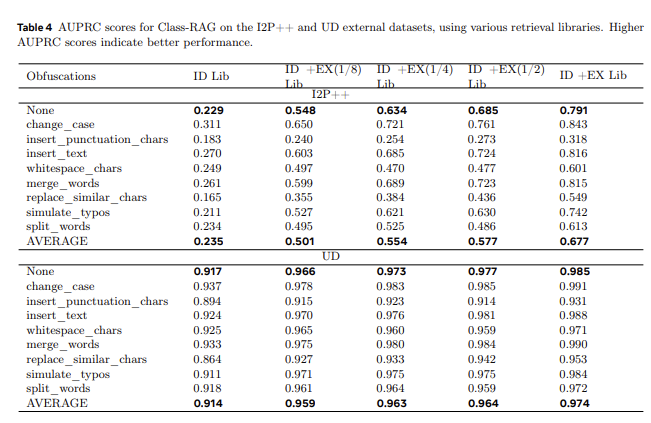 Table 4 AUPRC scores for Class-RAG on the I2P++ and UD external datasets, using various retrieval libraries. Higher
AUPRC scores indicate better performance.
Obfuscations ID Lib ID +EX(1/8) Lib ID +EX(1/4) Lib ID +EX(1/2) Lib ID +EX Lib
I2P++
None 0.229 0.548 0.634 0.685 0.791
change_case 0.311 0.650 0.721 0.761 0.843
insert_punctuation_chars 0.183 0.240 0.254 0.273 0.318
insert_text 0.270 0.603 0.685 0.724 0.816
whitespace_chars 0.249 0.497 0.470 0.477 0.601
merge_words 0.261 0.599 0.689 0.723 0.815
replace_similar_chars 0.165 0.355 0.384 0.436 0.549
simulate_typos 0.211 0.527 0.621 0.630 0.742
split_words 0.234 0.495 0.525 0.486 0.613
AVERAGE 0.235 0.501 0.554 0.577 0.677
UD
None 0.917 0.966 0.973 0.977 0.985
change_case 0.937 0.978 0.983 0.985 0.991
insert_punctuation_chars 0.894 0.915 0.923 0.914 0.931
insert_text 0.924 0.970 0.976 0.981 0.988
whitespace_chars 0.925 0.965 0.960 0.959 0.971
merge_words 0.933 0.975 0.980 0.984 0.990
replace_similar_chars 0.864 0.927 0.933 0.942 0.953
simulate_typos 0.911 0.971 0.975 0.975 0.984
split_words 0.918 0.961 0.964 0.959 0.972
AVERAGE 0.914 0.959 0.963 0.964 0.974